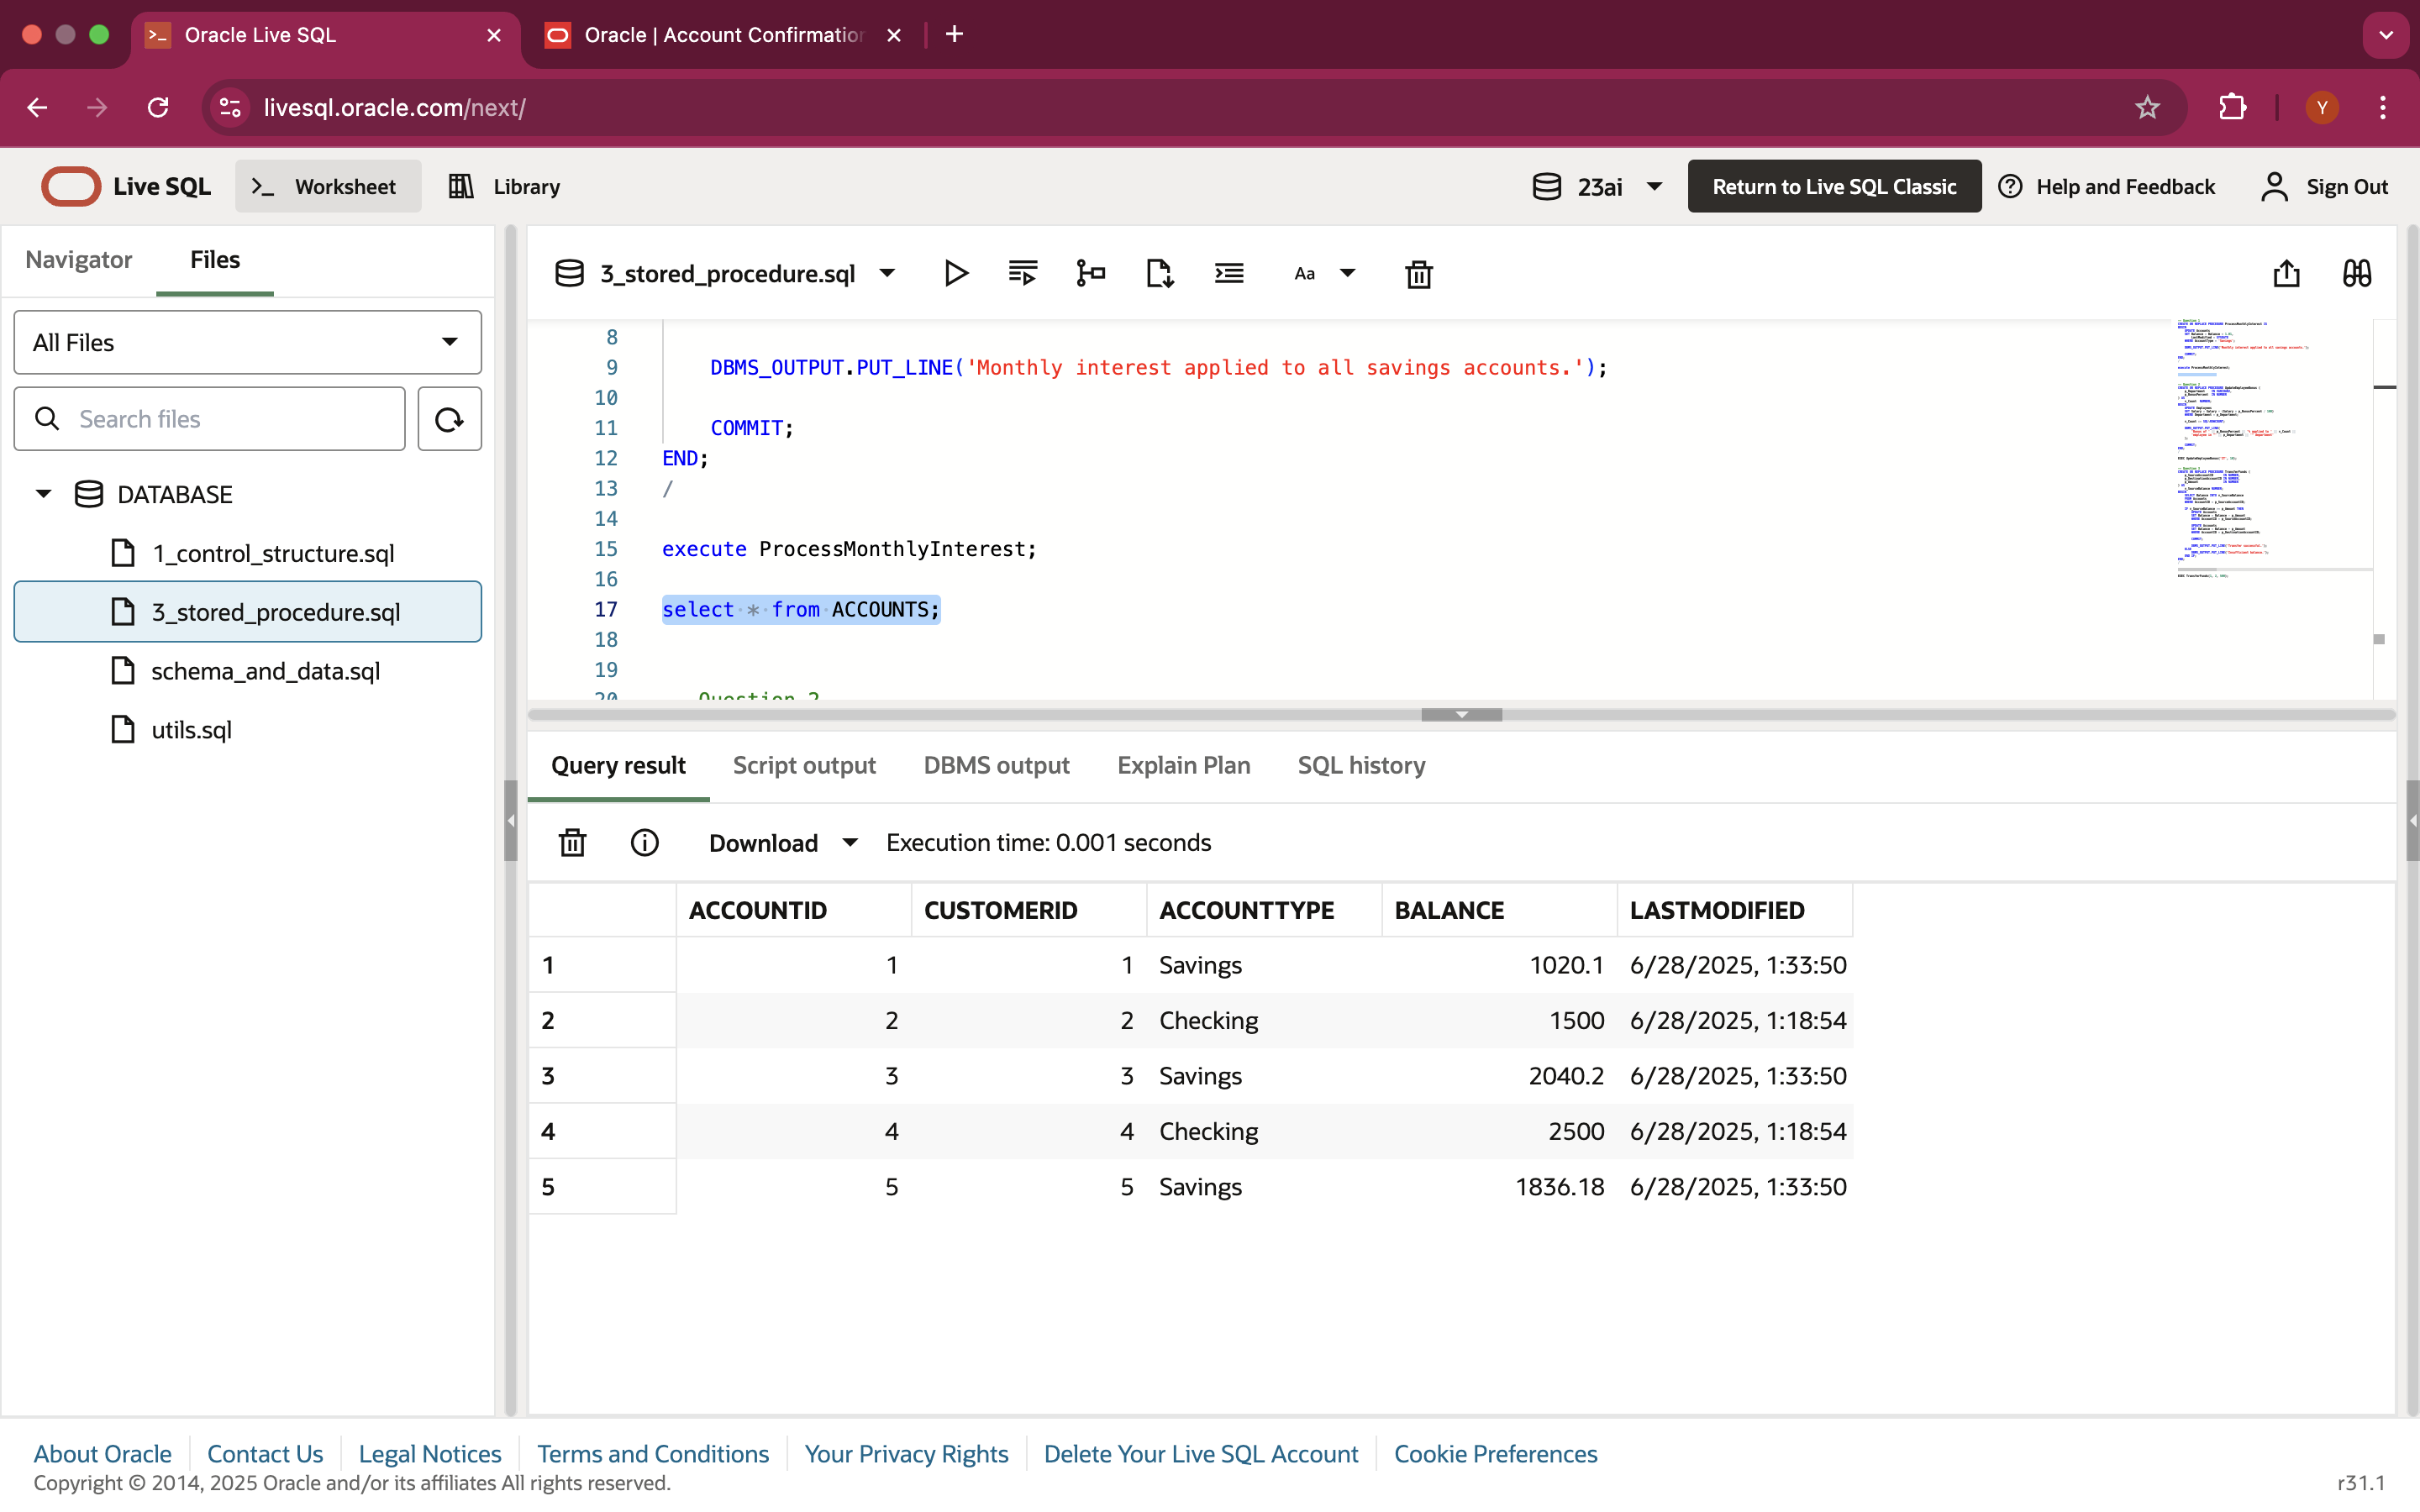 Oracle Live SQL
Oracle | Account Confirmation
livesql.oracle.com/next/
Y
Live SQL
Worksheet
Library
23ai
Return to Live SQL Classic
Help and Feedback
Sign Out
Navigator
Files
3_stored_procedure.sql
Aa
All Files
Search files
DATABASE
1_control_structure.sql
3_stored_procedure.sql
schema_and_data.sql
utils.sql
8
9 DBMS_OUTPUT.PUT_LINE('Monthly interest applied to all savings accounts.');
10
11 COMMIT;
12 END;
13 /
14
15 execute ProcessMonthlyInterest;
16
17 select * from ACCOUNTS;
18
19
20 Question 2
Query result
Script output
DBMS output
Explain Plan
SQL history
Download
Execution time: 0.001 seconds
ACCOUNTID CUSTOMERID ACCOUNTTYPE BALANCE LASTMODIFIED
1 1 1 Savings 1020.1 6/28/2025, 1:33:50
2 2 2 Checking 1500 6/28/2025, 1:18:54
3 3 3 Savings 2040.2 6/28/2025, 1:33:50
4 4 4 Checking 2500 6/28/2025, 1:18:54
5 5 5 Savings 1836.18 6/28/2025, 1:33:50
About Oracle
Contact Us
Legal Notices
Terms and Conditions
Your Privacy Rights
Delete Your Live SQL Account
Cookie Preferences
Copyright © 2014, 2025 Oracle and/or its affiliates All rights reserved.
r31.1